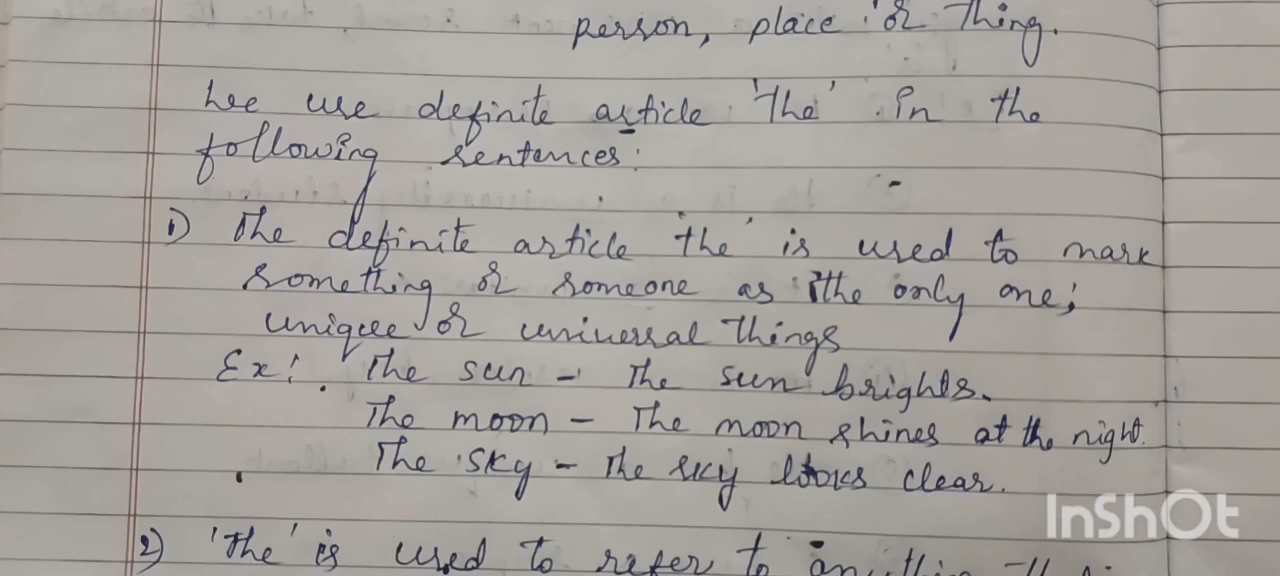 person, place or thing.
We use definite article 'the' in the
following sentences:
1) The definite article 'the' is used to mark
something or someone as the only one;
unique or universal things
Ex: The sun - The sun brights.
The moon - The moon shines at the night.
The sky - The sky looks clear.
2) 'The' is used to refer to
InShOt